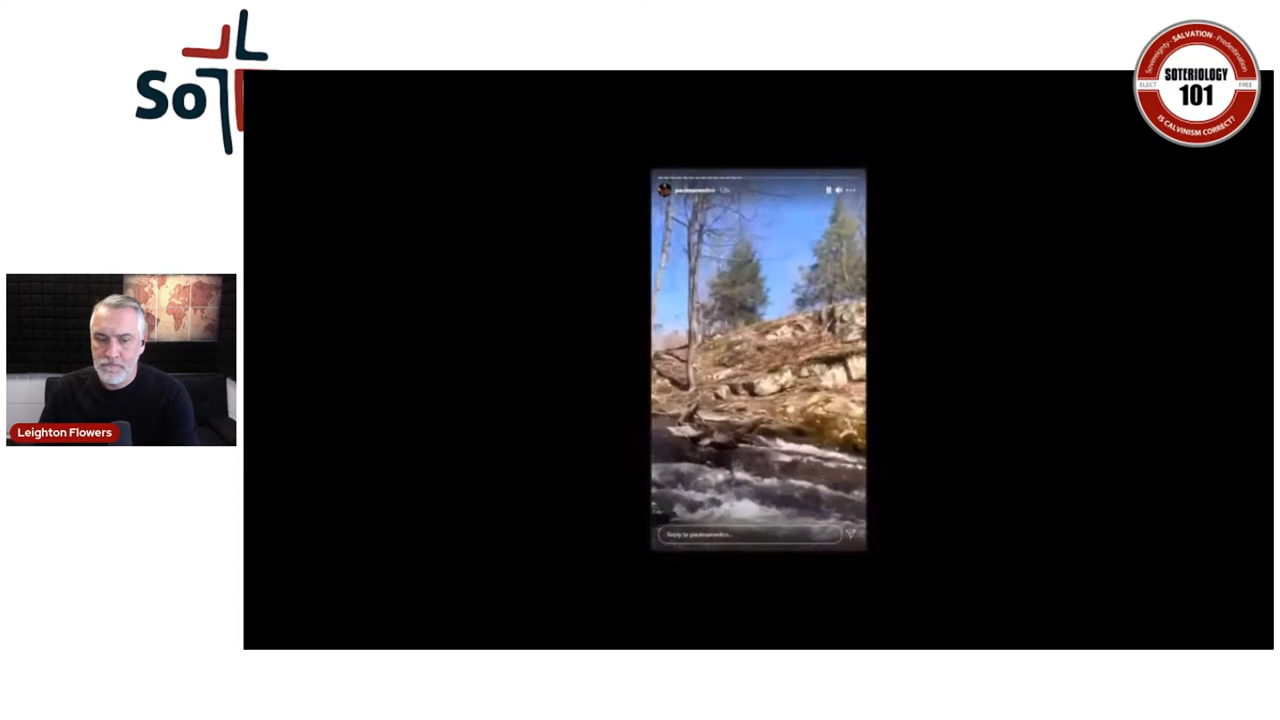 So
Sovereignty - SALVATION - Predestination
ELECT
SOTERIOLOGY
101
FREE
IS CALVINISM CORRECT?
Leighton Flowers